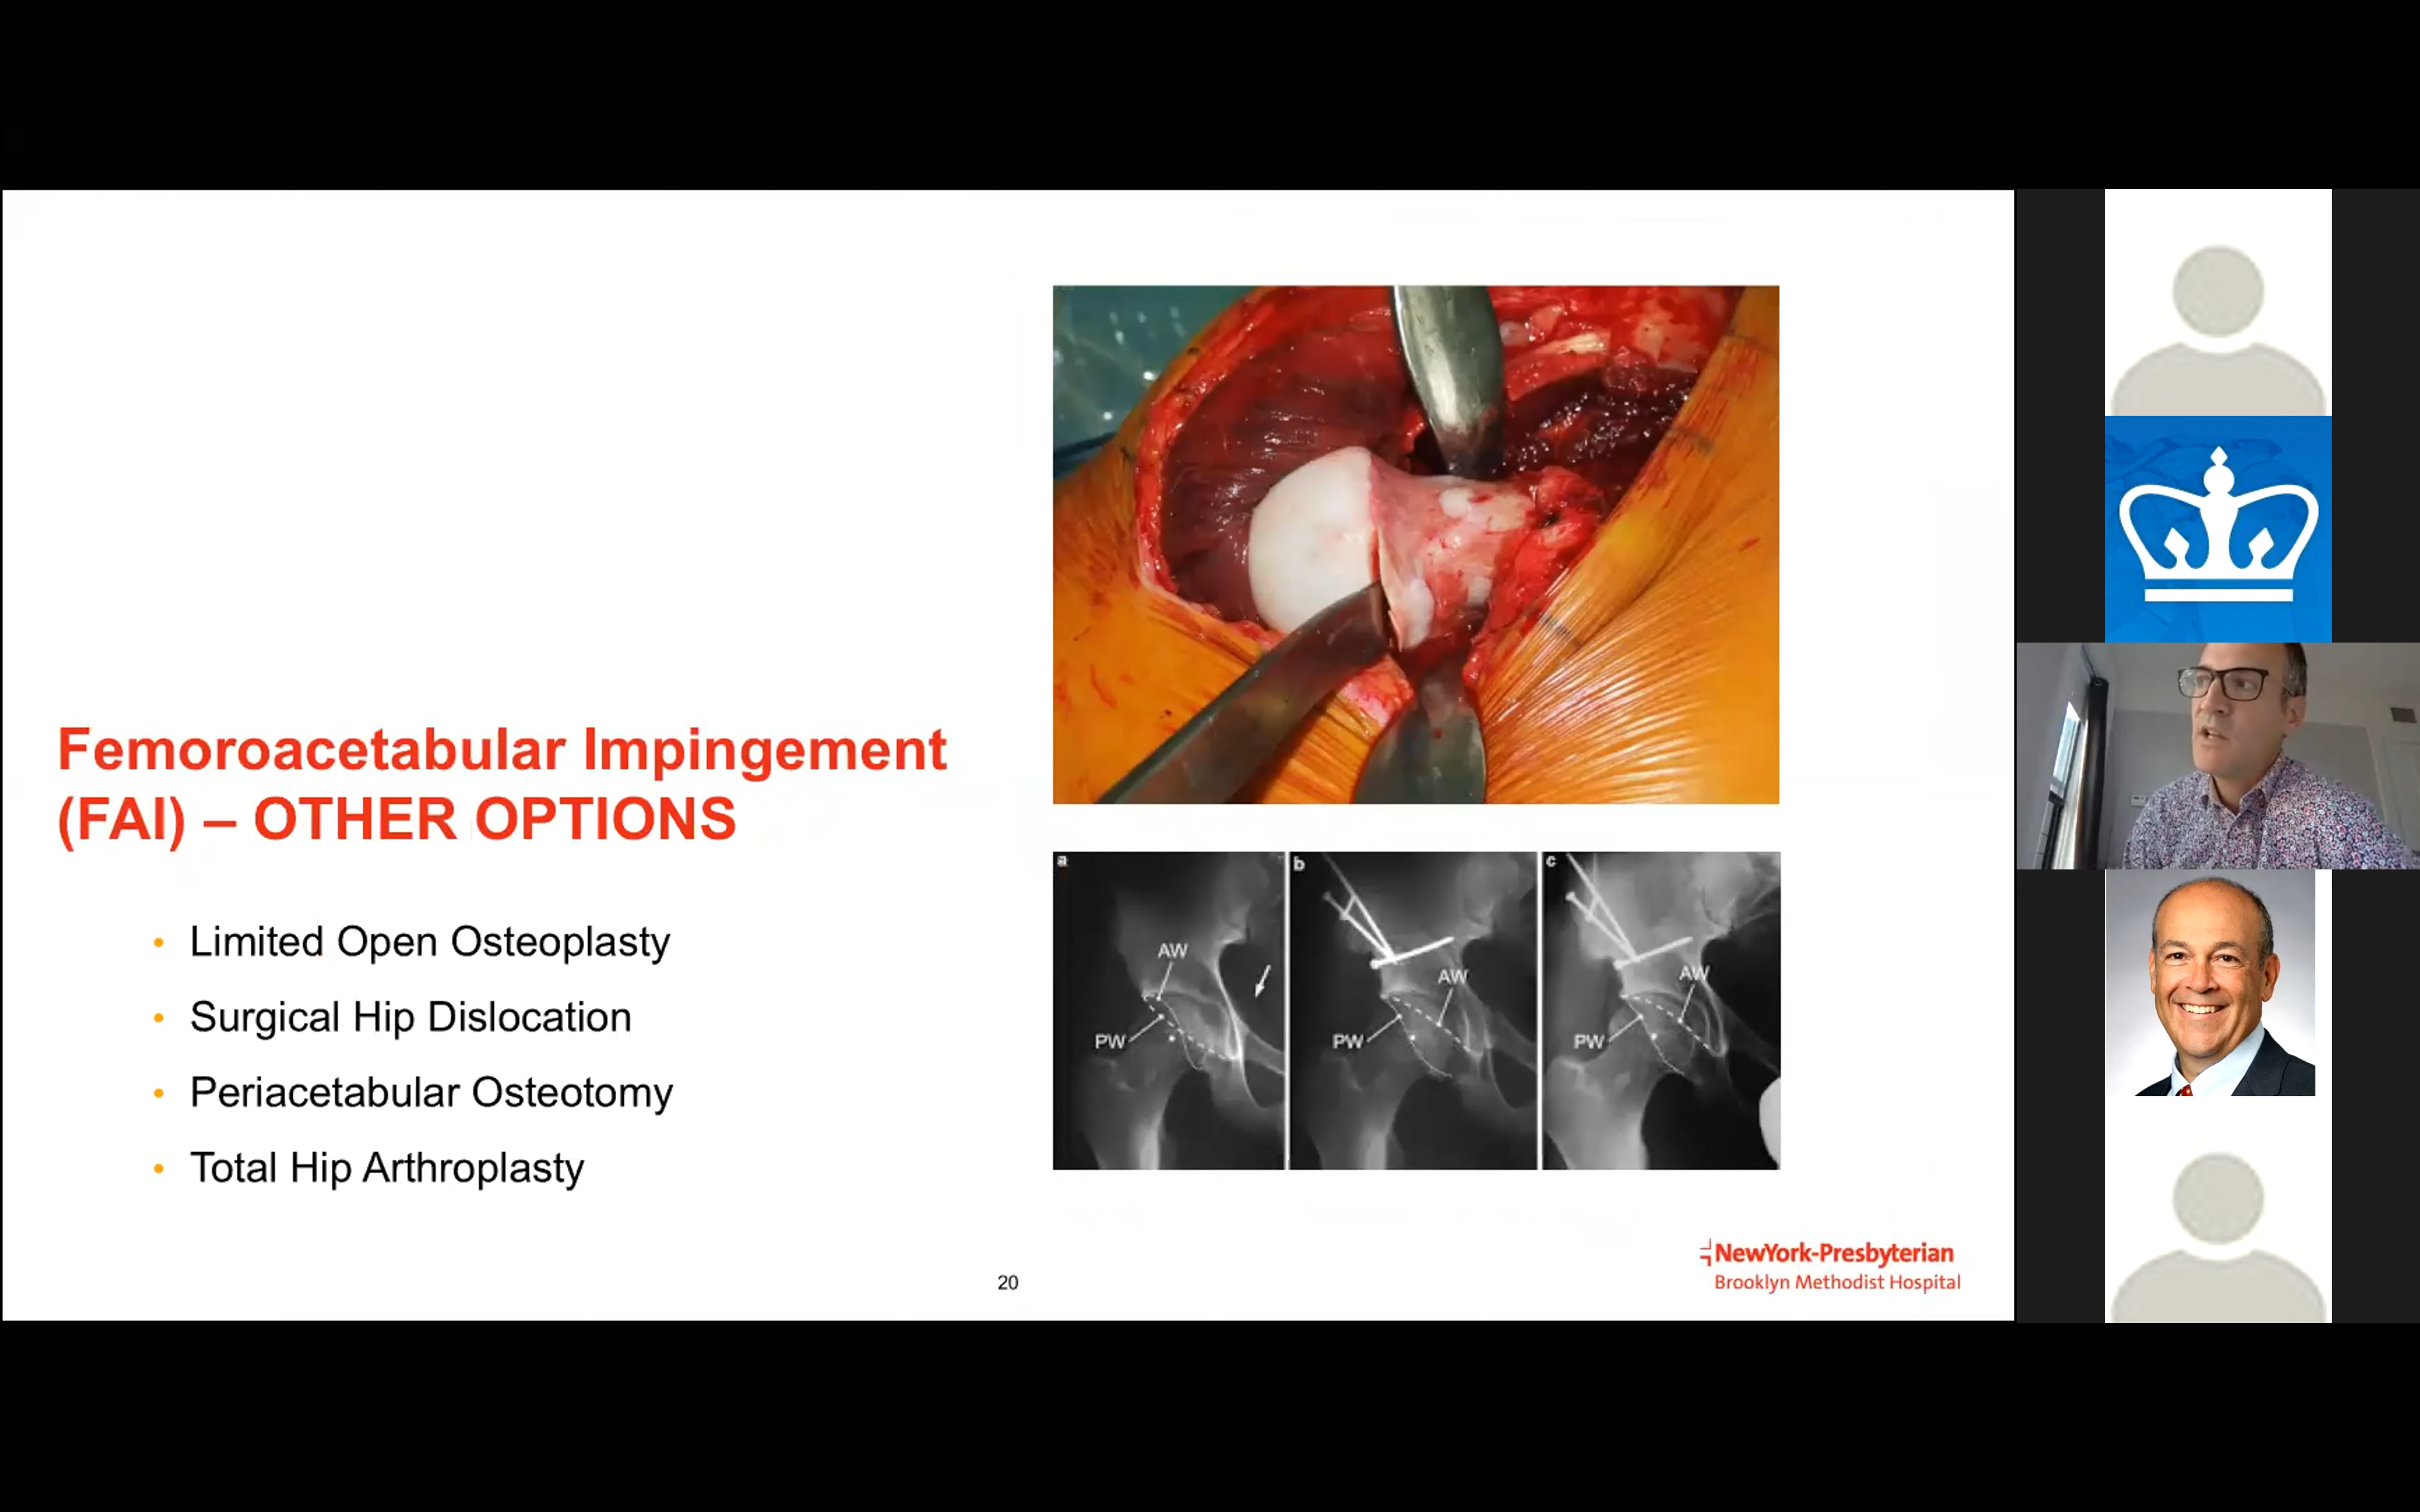 Femoroacetabular Impingement
(FAI) – OTHER OPTIONS
• Limited Open Osteoplasty
• Surgical Hip Dislocation
• Periacetabular Osteotomy
• Total Hip Arthroplasty
a
AW
PW
b
AW
PW
c
AW
PW
20
NewYork-Presbyterian
Brooklyn Methodist Hospital